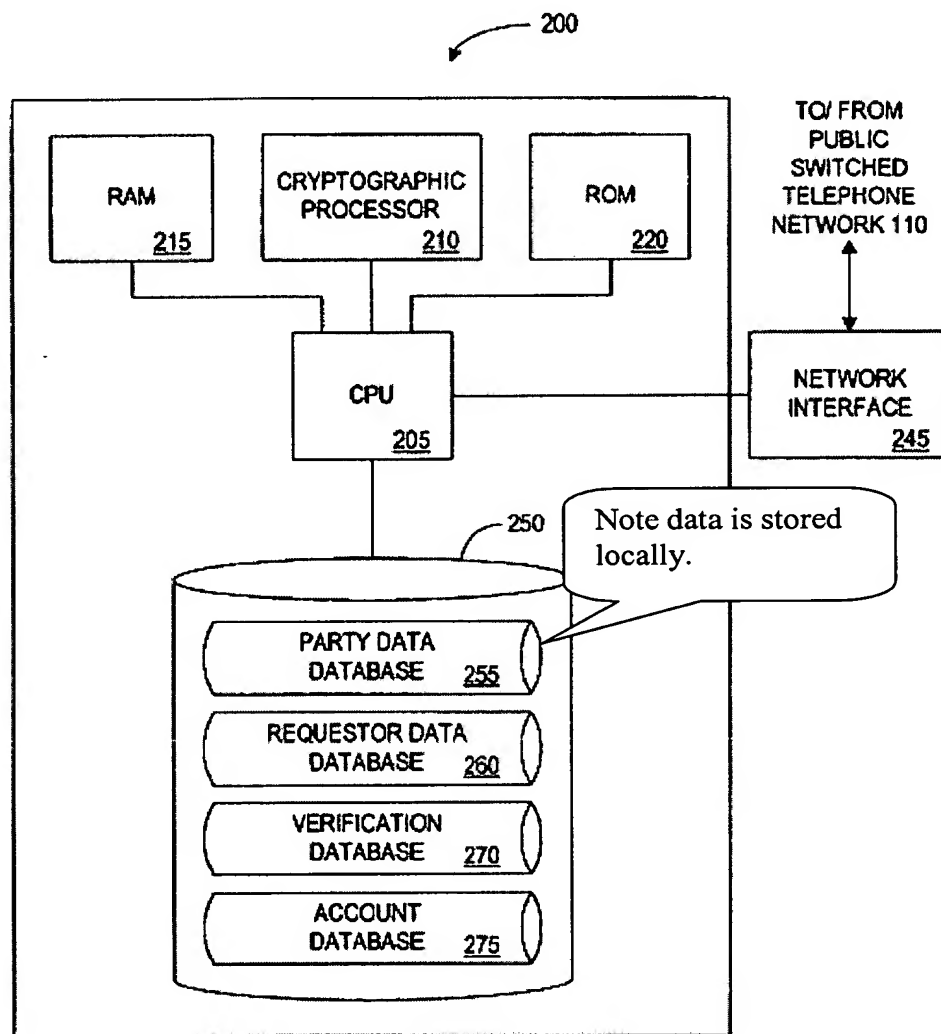 200
TO/ FROM
PUBLIC
SWITCHED
TELEPHONE
NETWORK 110
RAM
215
CRYPTOGRAPHIC
PROCESSOR
210
ROM
220
CPU
205
NETWORK
INTERFACE
245
250
Note data is stored
locally.
PARTY DATA
DATABASE 255
REQUESTOR DATA
DATABASE 260
VERIFICATION
DATABASE 270
ACCOUNT
DATABASE 275